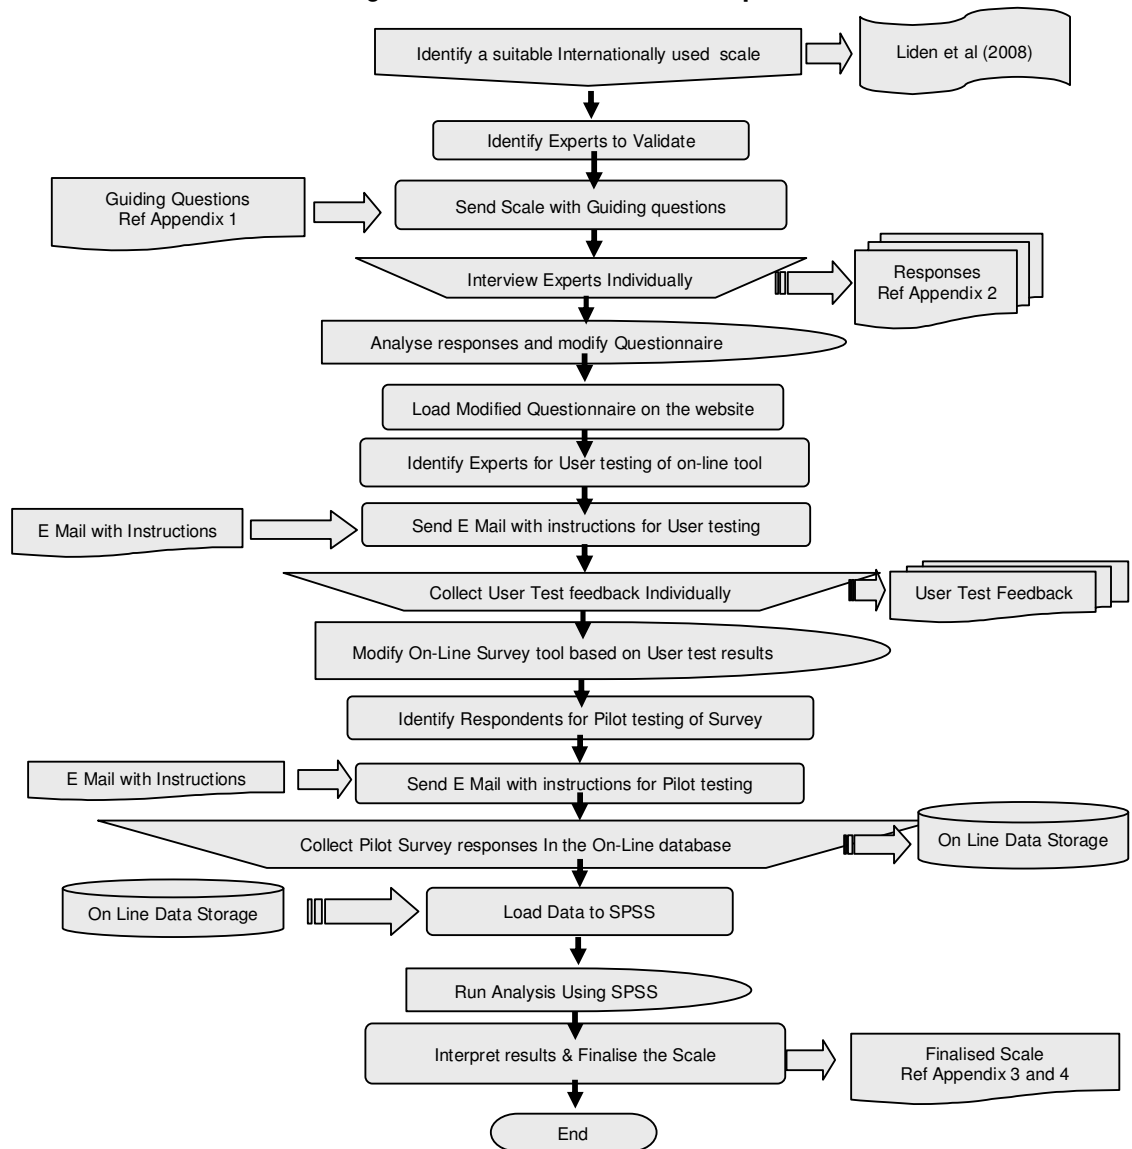 Identify a suitable Internationally used scale
Liden et al (2008)
Identify Experts to Validate
Guiding Questions
Ref Appendix 1
Send Scale with Guiding questions
Interview Experts Individually
Responses
Ref Appendix 2
Analyse responses and modify Questionnaire
Load Modified Questionnaire on the website
Identify Experts for User testing of on-line tool
E Mail with Instructions
Send E Mail with instructions for User testing
Collect User Test feedback Individually
User Test Feedback
Modify On-Line Survey tool based on User test results
Identify Respondents for Pilot testing of Survey
E Mail with Instructions
Send E Mail with instructions for Pilot testing
Collect Pilot Survey responses In the On-Line database
On Line Data Storage
On Line Data Storage
Load Data to SPSS
Run Analysis Using SPSS
Interpret results & Finalise the Scale
Finalised Scale
Ref Appendix 3 and 4
End